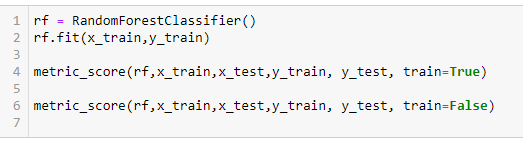 1 rf = RandomForestClassifier()
2 rf.fit(x_train,y_train)
3
4 metric_score(rf,x_train,x_test,y_train, y_test, train=True)
5
6 metric_score(rf,x_train,x_test,y_train, y_test, train=False)
7